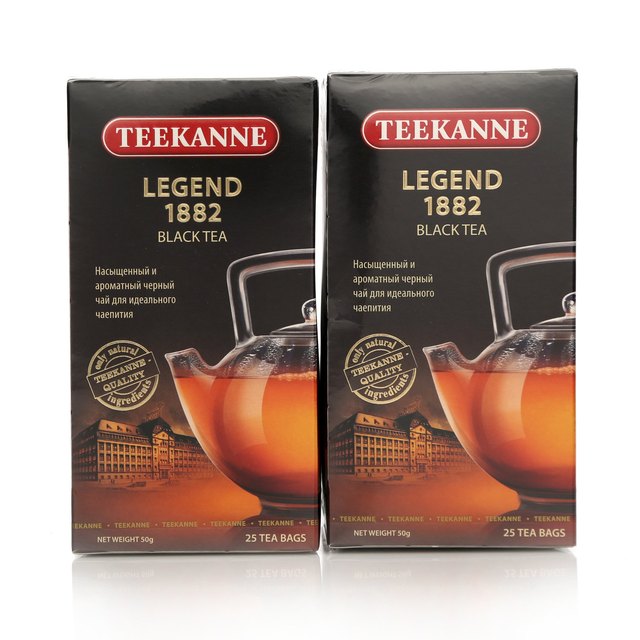 TEEKANNE
LEGEND
1882
BLACK TEA
Насыщенный и
ароматный черный
чай для идеального
чаепития
only natural
TEEKANNE -
QUALITY
ingredients
TEEKANNE • TEEKANNE • TEEKANNE • TEEKANNE • TEEKANNE
NET WEIGHT 50g
25 TEA BAGS
TEEKANNE
LEGEND
1882
BLACK TEA
Насыщенный и
ароматный черный
чай для идеального
чаепития
only natural
TEEKANNE -
QUALITY
ingredients
TEEKANNE • TEEKANNE • TEEKANNE • TEEKANNE • TEEKANNE
NET WEIGHT 50g
25 TEA BAGS